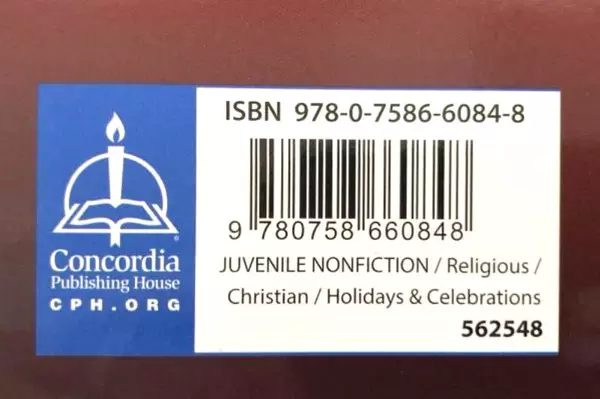 Concordia
Publishing House
CPH.ORG
ISBN 978-0-7586-6084-8
9 780758 660848
JUVENILE NONFICTION / Religious /
Christian / Holidays & Celebrations
562548